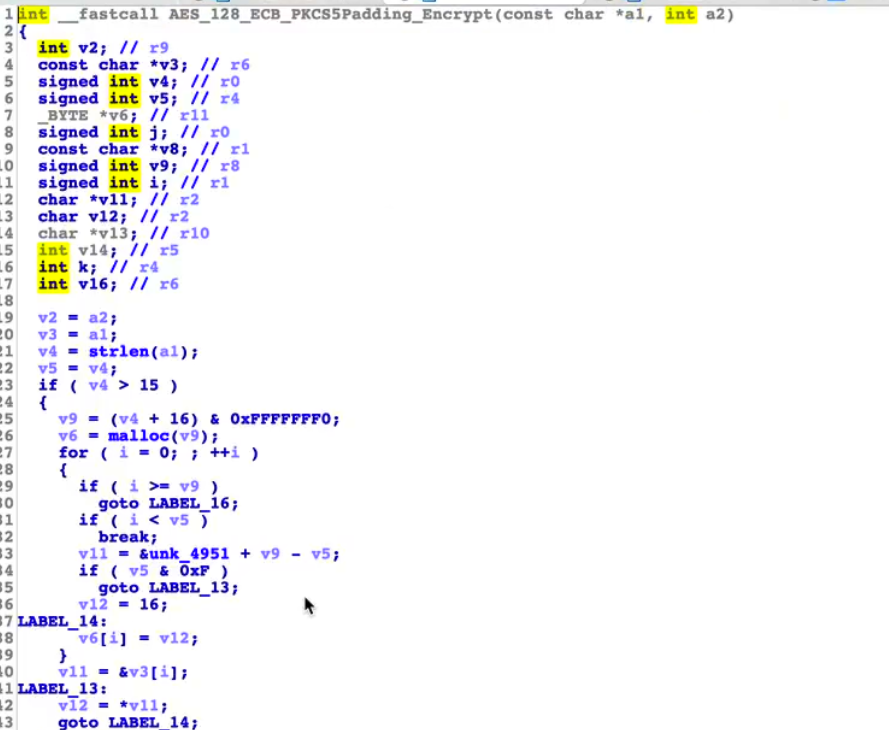 1 int __fastcall AES_128_ECB_PKCS5Padding_Encrypt(const char *a1, int a2)
2 {
3 int v2; // r9
4 const char *v3; // r6
5 signed int v4; // r0
6 signed int v5; // r4
7 _BYTE *v6; // r11
8 signed int j; // r0
9 const char *v8; // r1
10 signed int v9; // r8
11 signed int i; // r1
12 char *v11; // r2
13 char v12; // r2
14 char *v13; // r10
15 int v14; // r5
16 int k; // r4
17 int v16; // r6
18
19 v2 = a2;
20 v3 = a1;
21 v4 = strlen(a1);
22 v5 = v4;
23 if ( v4 > 15 )
24 {
25 v9 = (v4 + 16) & 0xFFFFFFF0;
26 v6 = malloc(v9);
27 for ( i = 0; ; ++i )
28 {
29 if ( i >= v9 )
30 goto LABEL_16;
31 if ( i < v5 )
32 break;
33 v11 = &unk_4951 + v9 - v5;
34 if ( v5 & 0xF )
35 goto LABEL_13;
36 v12 = 16;
37 LABEL_14:
38 v6[i] = v12;
39 }
40 v11 = &v3[i];
41 LABEL_13:
42 v12 = *v11;
43 goto LABEL_14;